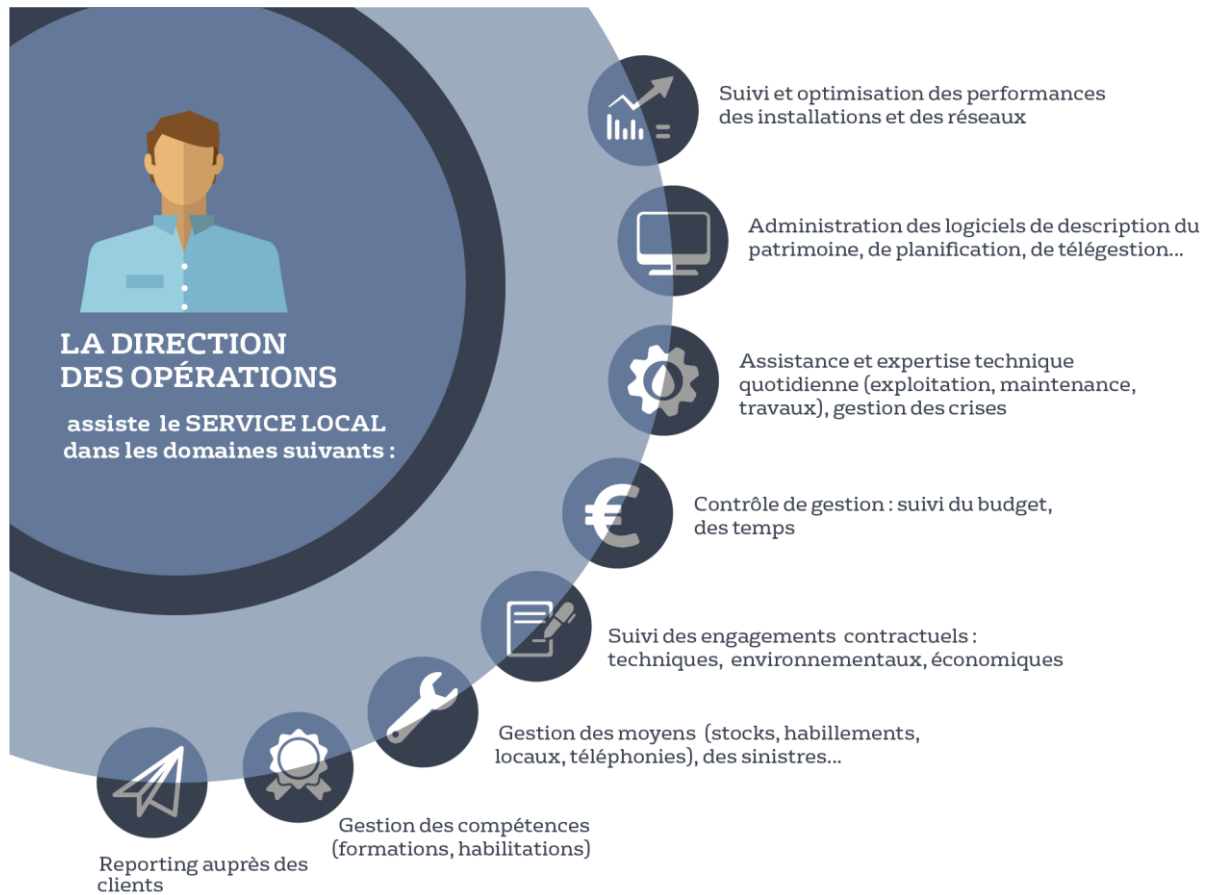 LA DIRECTION
DES OPÉRATIONS
assiste le SERVICE LOCAL
dans les domaines suivants :
Suivi et optimisation des performances
des installations et des réseaux
Administration des logiciels de description du
patrimoine, de planification, de télégestion...
Assistance et expertise technique
quotidienne (exploitation, maintenance,
travaux), gestion des crises
Contrôle de gestion : suivi du budget,
des temps
Suivi des engagements contractuels :
techniques, environnementaux, économiques
Gestion des moyens (stocks, habillements,
locaux, téléphonies), des sinistres...
Gestion des compétences
(formations, habilitations)
Reporting auprès des
clients